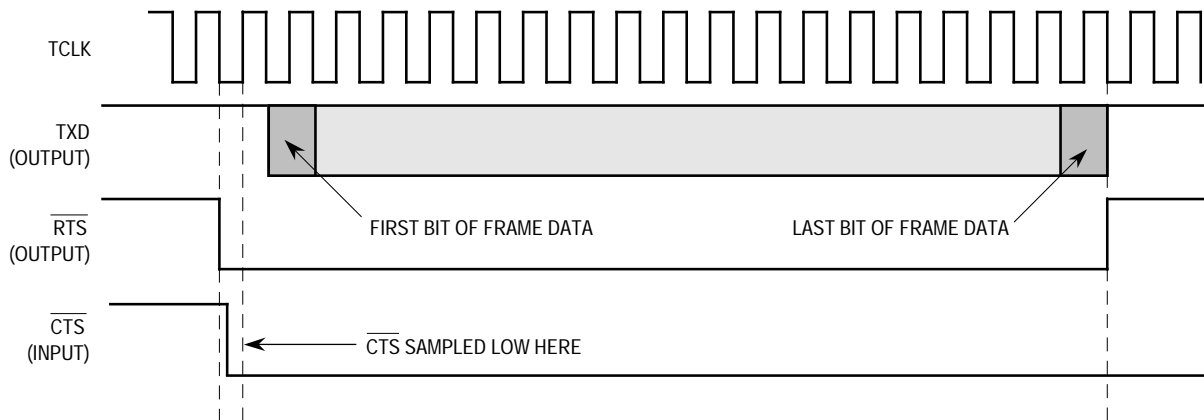 TCLK
TXD
(OUTPUT)
RTS
(OUTPUT)
FIRST BIT OF FRAME DATA
LAST BIT OF FRAME DATA
CTS
(INPUT)
CTS SAMPLED LOW HERE